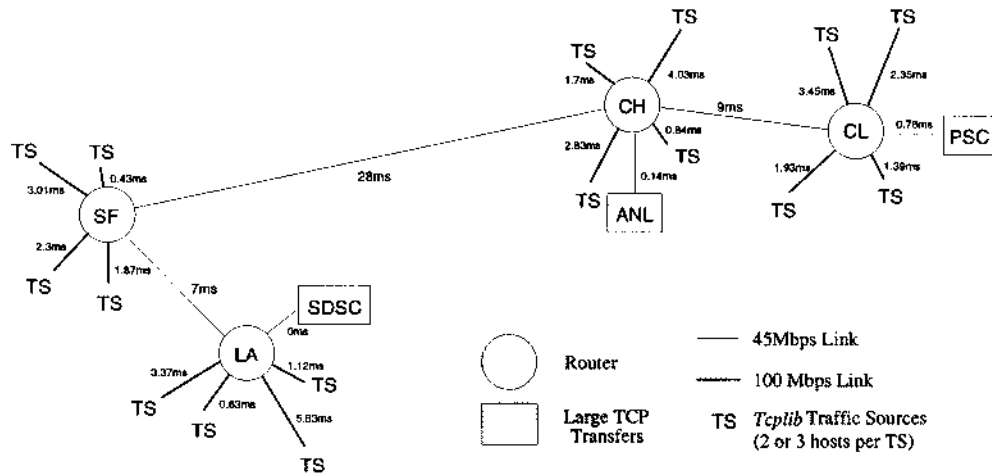 TS
TS
TS
TS
4.03ms
1.7ms
2.35ms
3.45ms
CH
9ms
CL
0.78ms
PSC
2.83ms
0.84ms
TS
TS
TS
0.43ms
3.01ms
28ms
0.14ms
1.93ms
1.39ms
TS
ANL
TS
TS
SF
2.3ms
1.87ms
TS
TS
7ms
SDSC
0ms
LA
3.37ms
1.12ms
TS
0.63ms
5.83ms
TS
TS
TS
Router
Large TCP
Transfers
45Mbps Link
100 Mbps Link
TS Tcplib Traffic Sources
(2 or 3 hosts per TS)